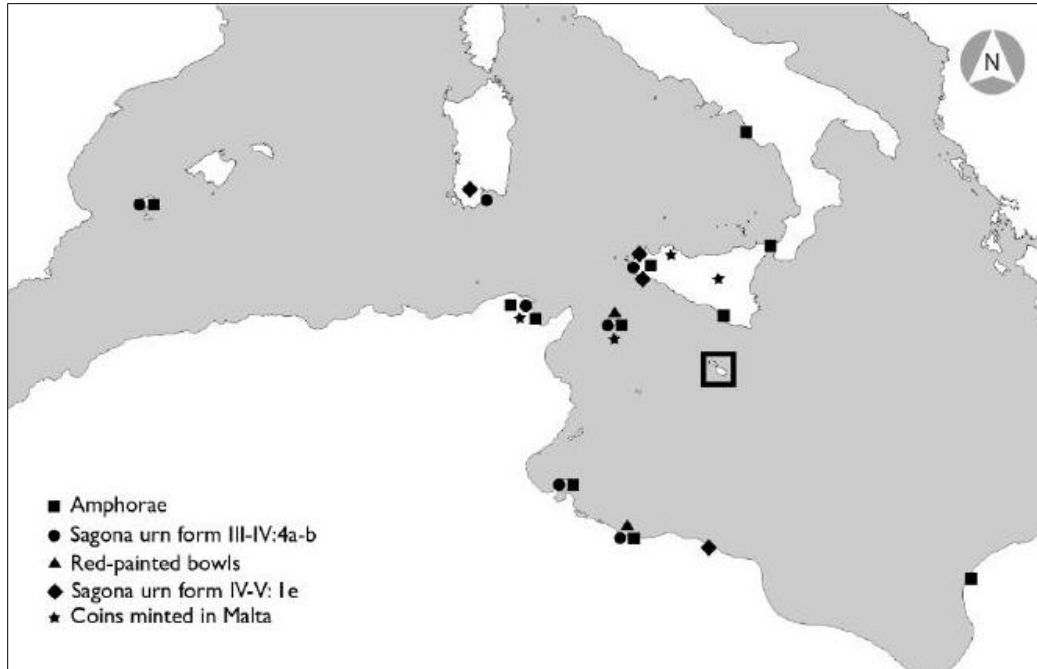 N
Amphorae
Sagona urn form III-IV:4a-b
Red-painted bowls
Sagona urn form IV-V: 1e
Coins minted in Malta